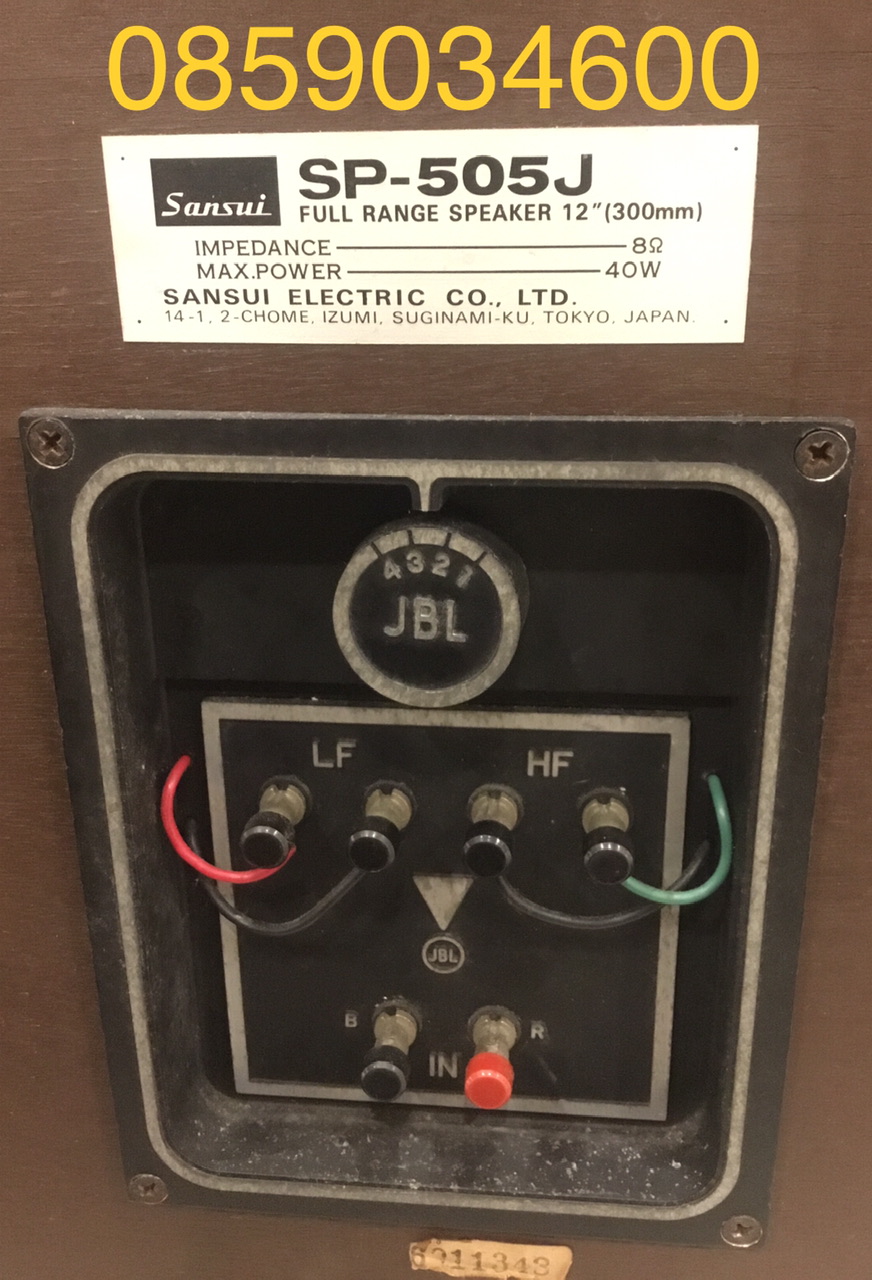 0859034600
Sansui
SP-505J
FULL RANGE SPEAKER 12"(300mm)
IMPEDANCE 8Ω
MAX.POWER 40W
SANSUI ELECTRIC CO., LTD.
14-1, 2-CHOME, IZUMI, SUGINAMI-KU, TOKYO, JAPAN.
4 3 2 1
JBL
LF HF
JBL
B R
IN